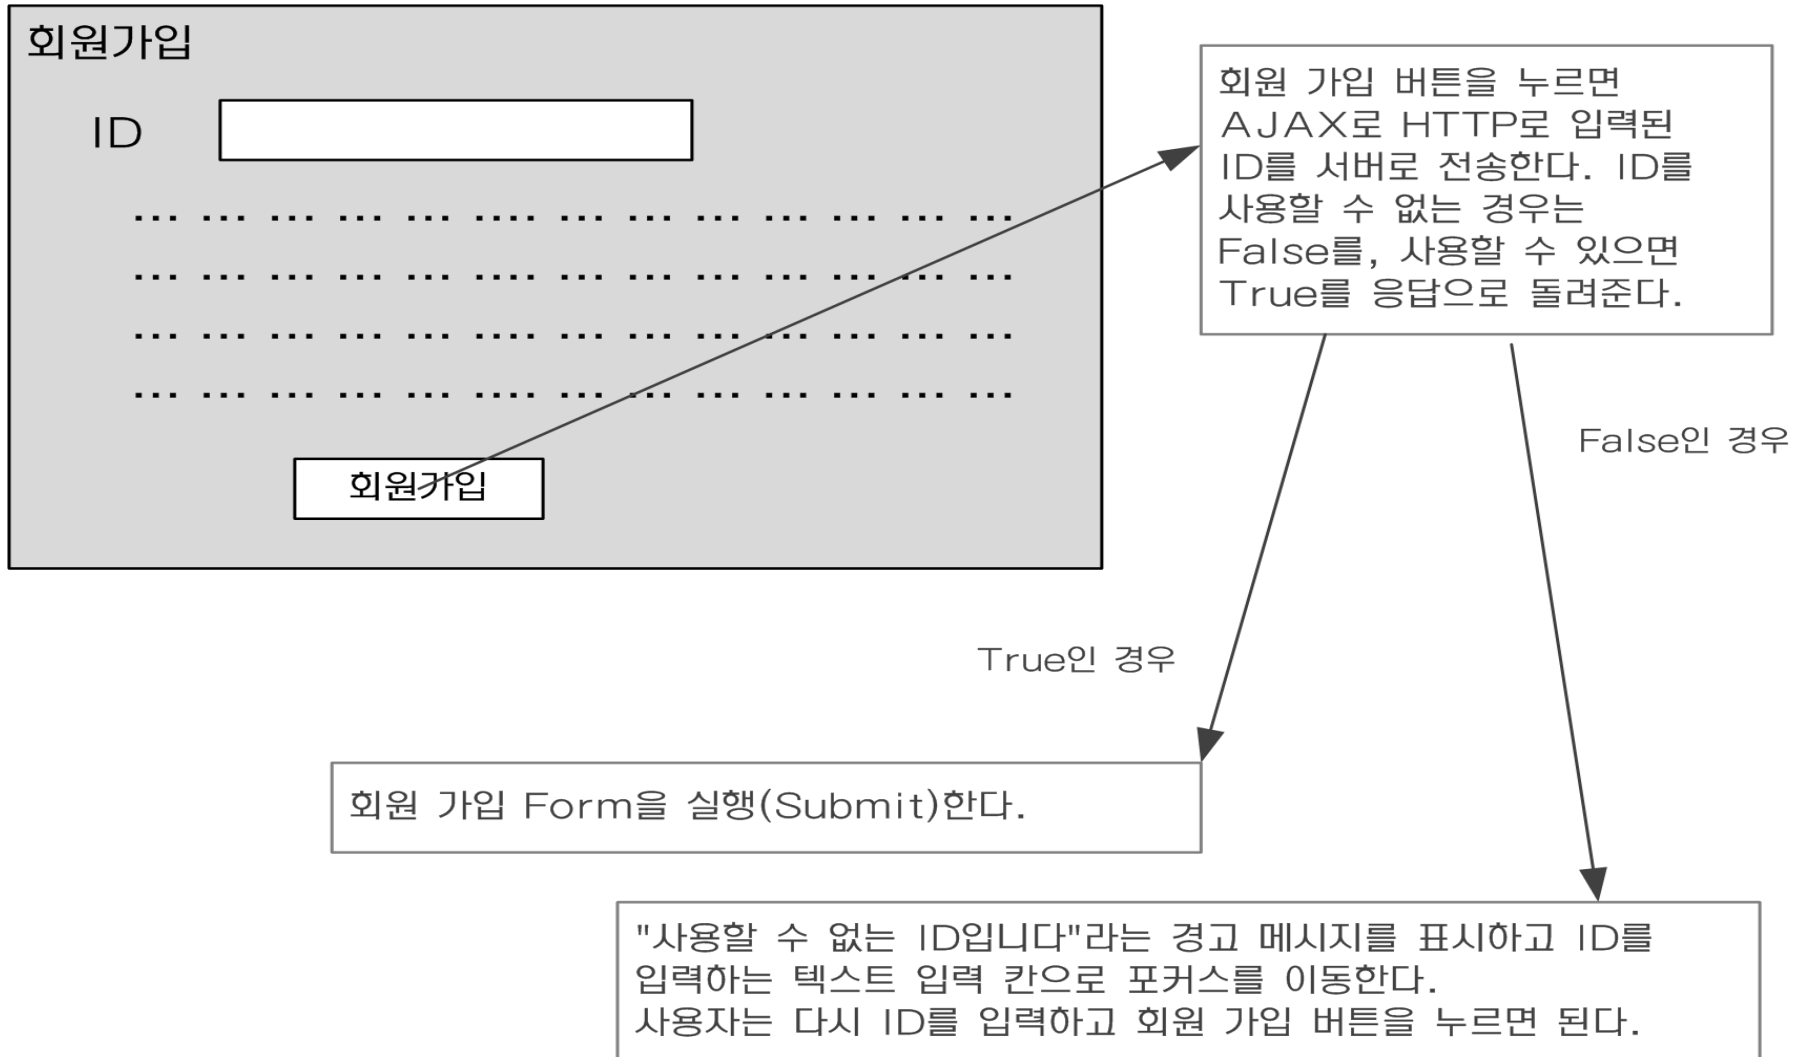 회원가입
ID
... ... ... ... ... .... ... ... ... ... ... ... ...
... ... ... ... ... .... ... ... ... ... ... ... ...
... ... ... ... ... .... ... ... ... ... ... ... ...
... ... ... ... ... .... ... ... ... ... ... ... ...
회원가입
회원 가입 버튼을 누르면
AJAX로 HTTP로 입력된
ID를 서버로 전송한다. ID를
사용할 수 없는 경우는
False를, 사용할 수 있으면
True를 응답으로 돌려준다.
False인 경우
True인 경우
회원 가입 Form을 실행(Submit)한다.
"사용할 수 없는 ID입니다"라는 경고 메시지를 표시하고 ID를
입력하는 텍스트 입력 칸으로 포커스를 이동한다.
사용자는 다시 ID를 입력하고 회원 가입 버튼을 누르면 된다.